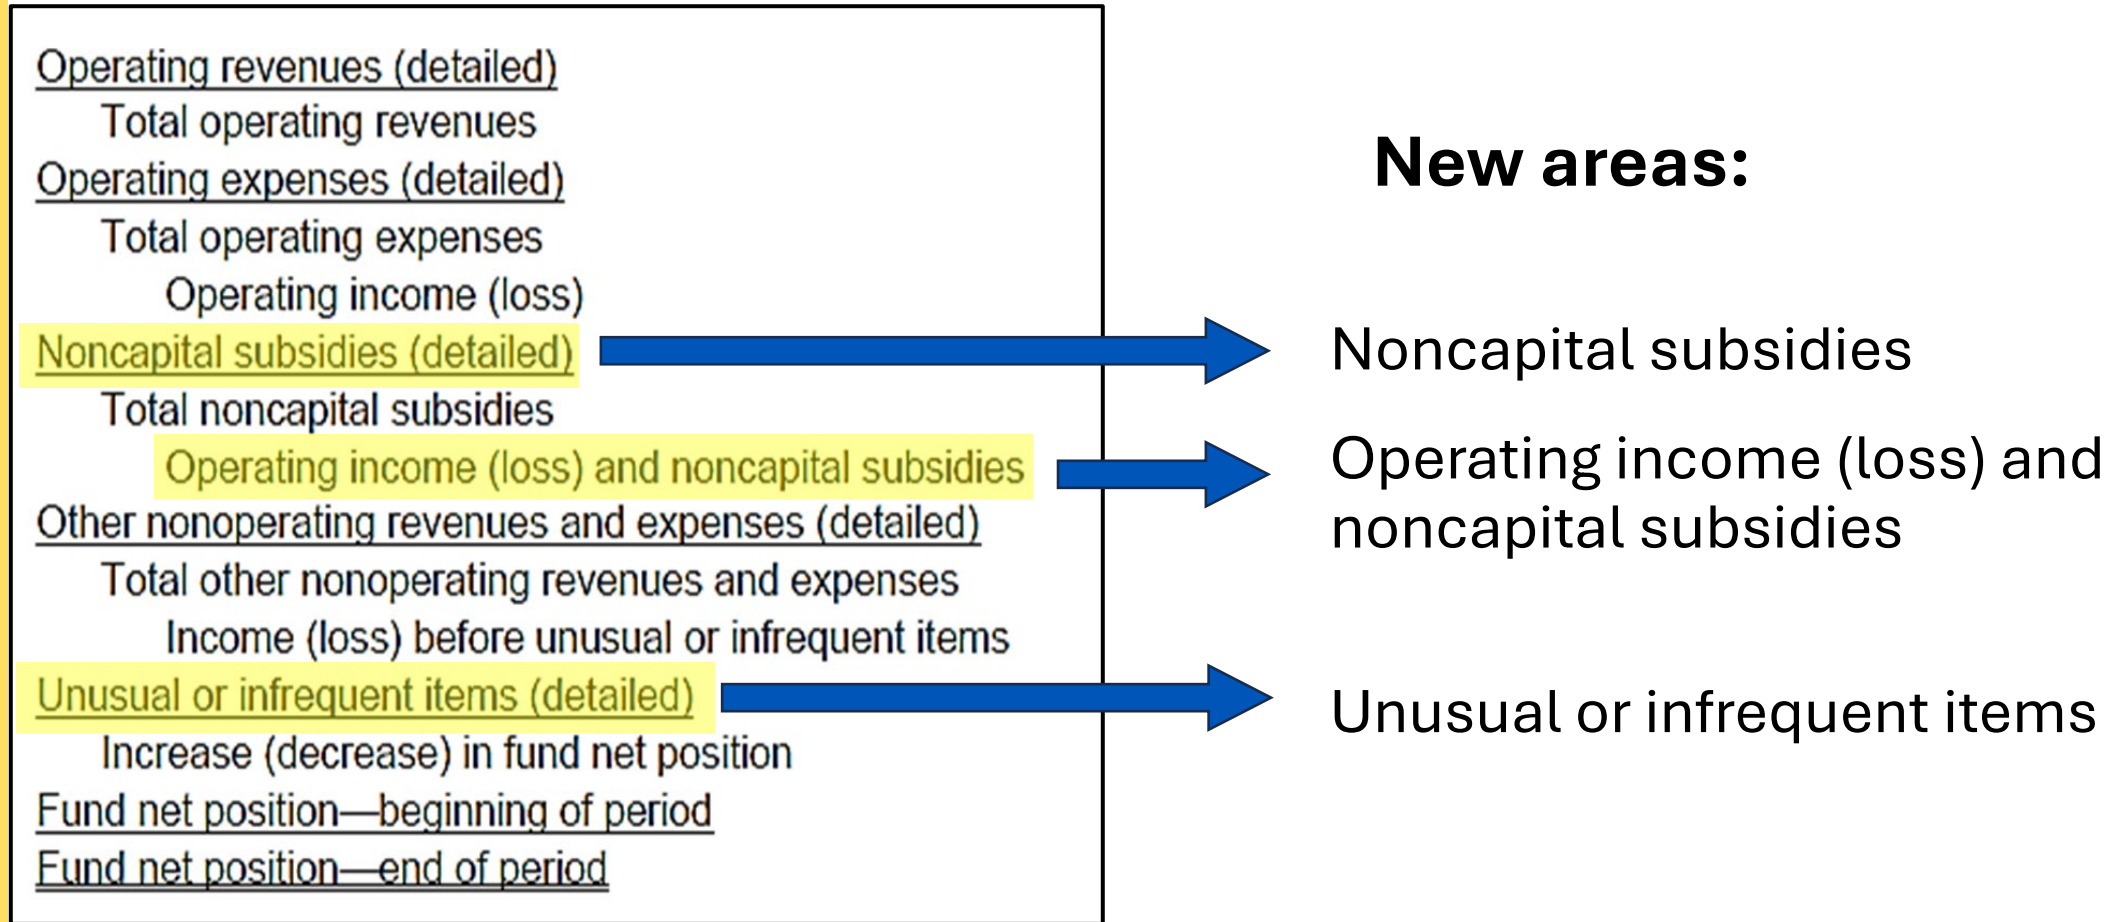 Operating revenues (detailed)
Total operating revenues
Operating expenses (detailed)
Total operating expenses
Operating income (loss)
Noncapital subsidies (detailed)
Total noncapital subsidies
Operating income (loss) and noncapital subsidies
Other nonoperating revenues and expenses (detailed)
Total other nonoperating revenues and expenses
Income (loss) before unusual or infrequent items
Unusual or infrequent items (detailed)
Increase (decrease) in fund net position
Fund net position—beginning of period
Fund net position—end of period
New areas:
Noncapital subsidies
Operating income (loss) and
noncapital subsidies
Unusual or infrequent items